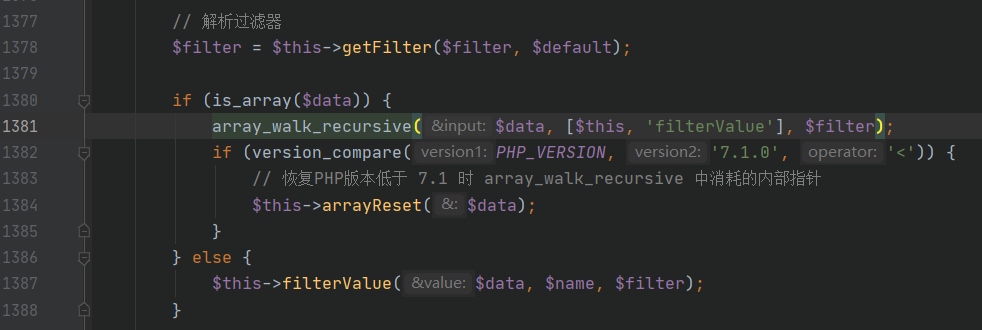 1377 // 解析过滤器
1378 $filter = $this->getFilter($filter, $default);
1379
1380 if (is_array($data)) {
1381 array_walk_recursive( &input: $data, [$this, 'filterValue'], $filter);
1382 if (version_compare( version1: PHP_VERSION, version2: '7.1.0', operator: '<')) {
1383 // 恢复PHP版本低于 7.1 时 array_walk_recursive 中消耗的内部指针
1384 $this->arrayReset( &: $data);
1385 }
1386 } else {
1387 $this->filterValue( &value: $data, $name, $filter);
1388 }